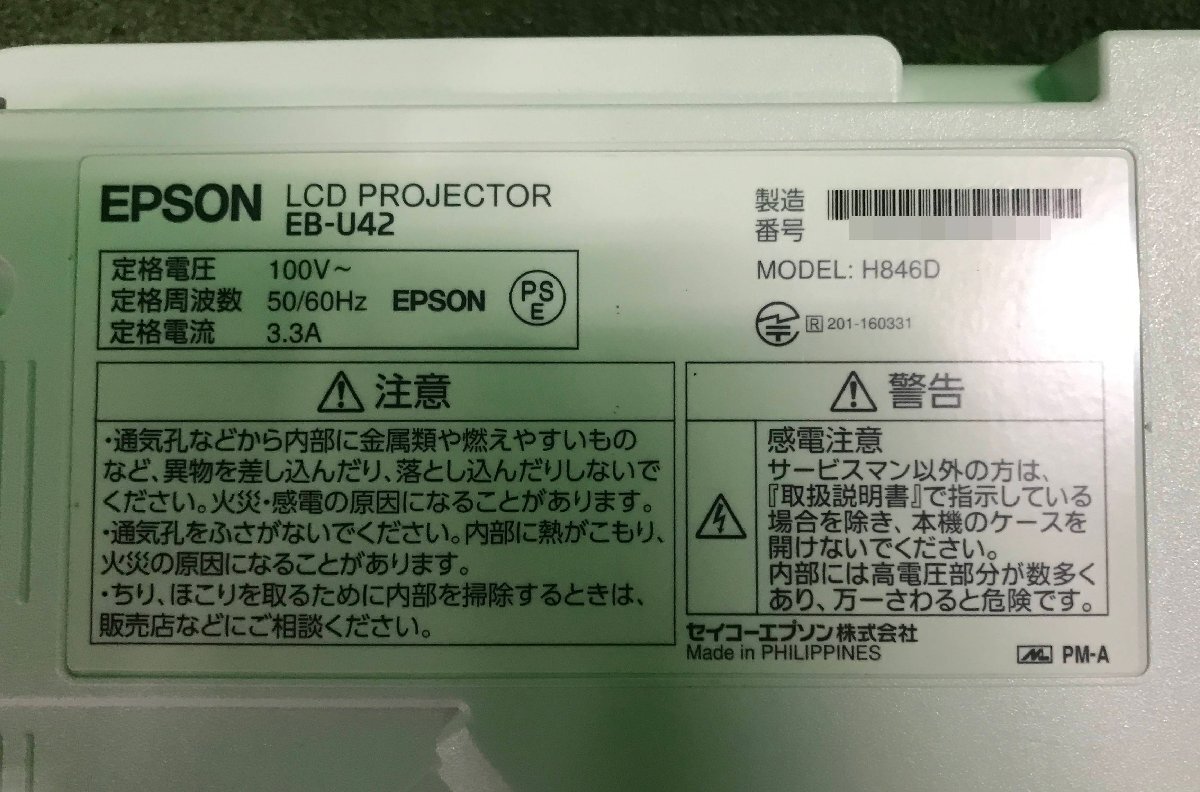 EPSON LCD PROJECTOR
EB-U42
製造
番号
MODEL: H846D
R 201-160331
定格電圧 100V～
定格周波数 50/60Hz EPSON
定格電流 3.3A
PS
E
注意
・通気孔などから内部に金属類や燃えやすいもの
など、異物を差し込んだり、落とし込んだりしないで
ください。火災・感電の原因になることがあります。
・通気孔をふさがないでください。内部に熱がこもり、
火災の原因になることがあります。
・ちり、ほこりを取るために内部を掃除するときは、
販売店などにご相談ください。
警告
感電注意
サービスマン以外の方は、
『取扱説明書』で指示している
場合を除き、本機のケースを
開けないでください。
内部には高電圧部分が数多く
あり、万一さわると危険です。
セイコーエプソン株式会社
Made in PHILIPPINES
PM-A